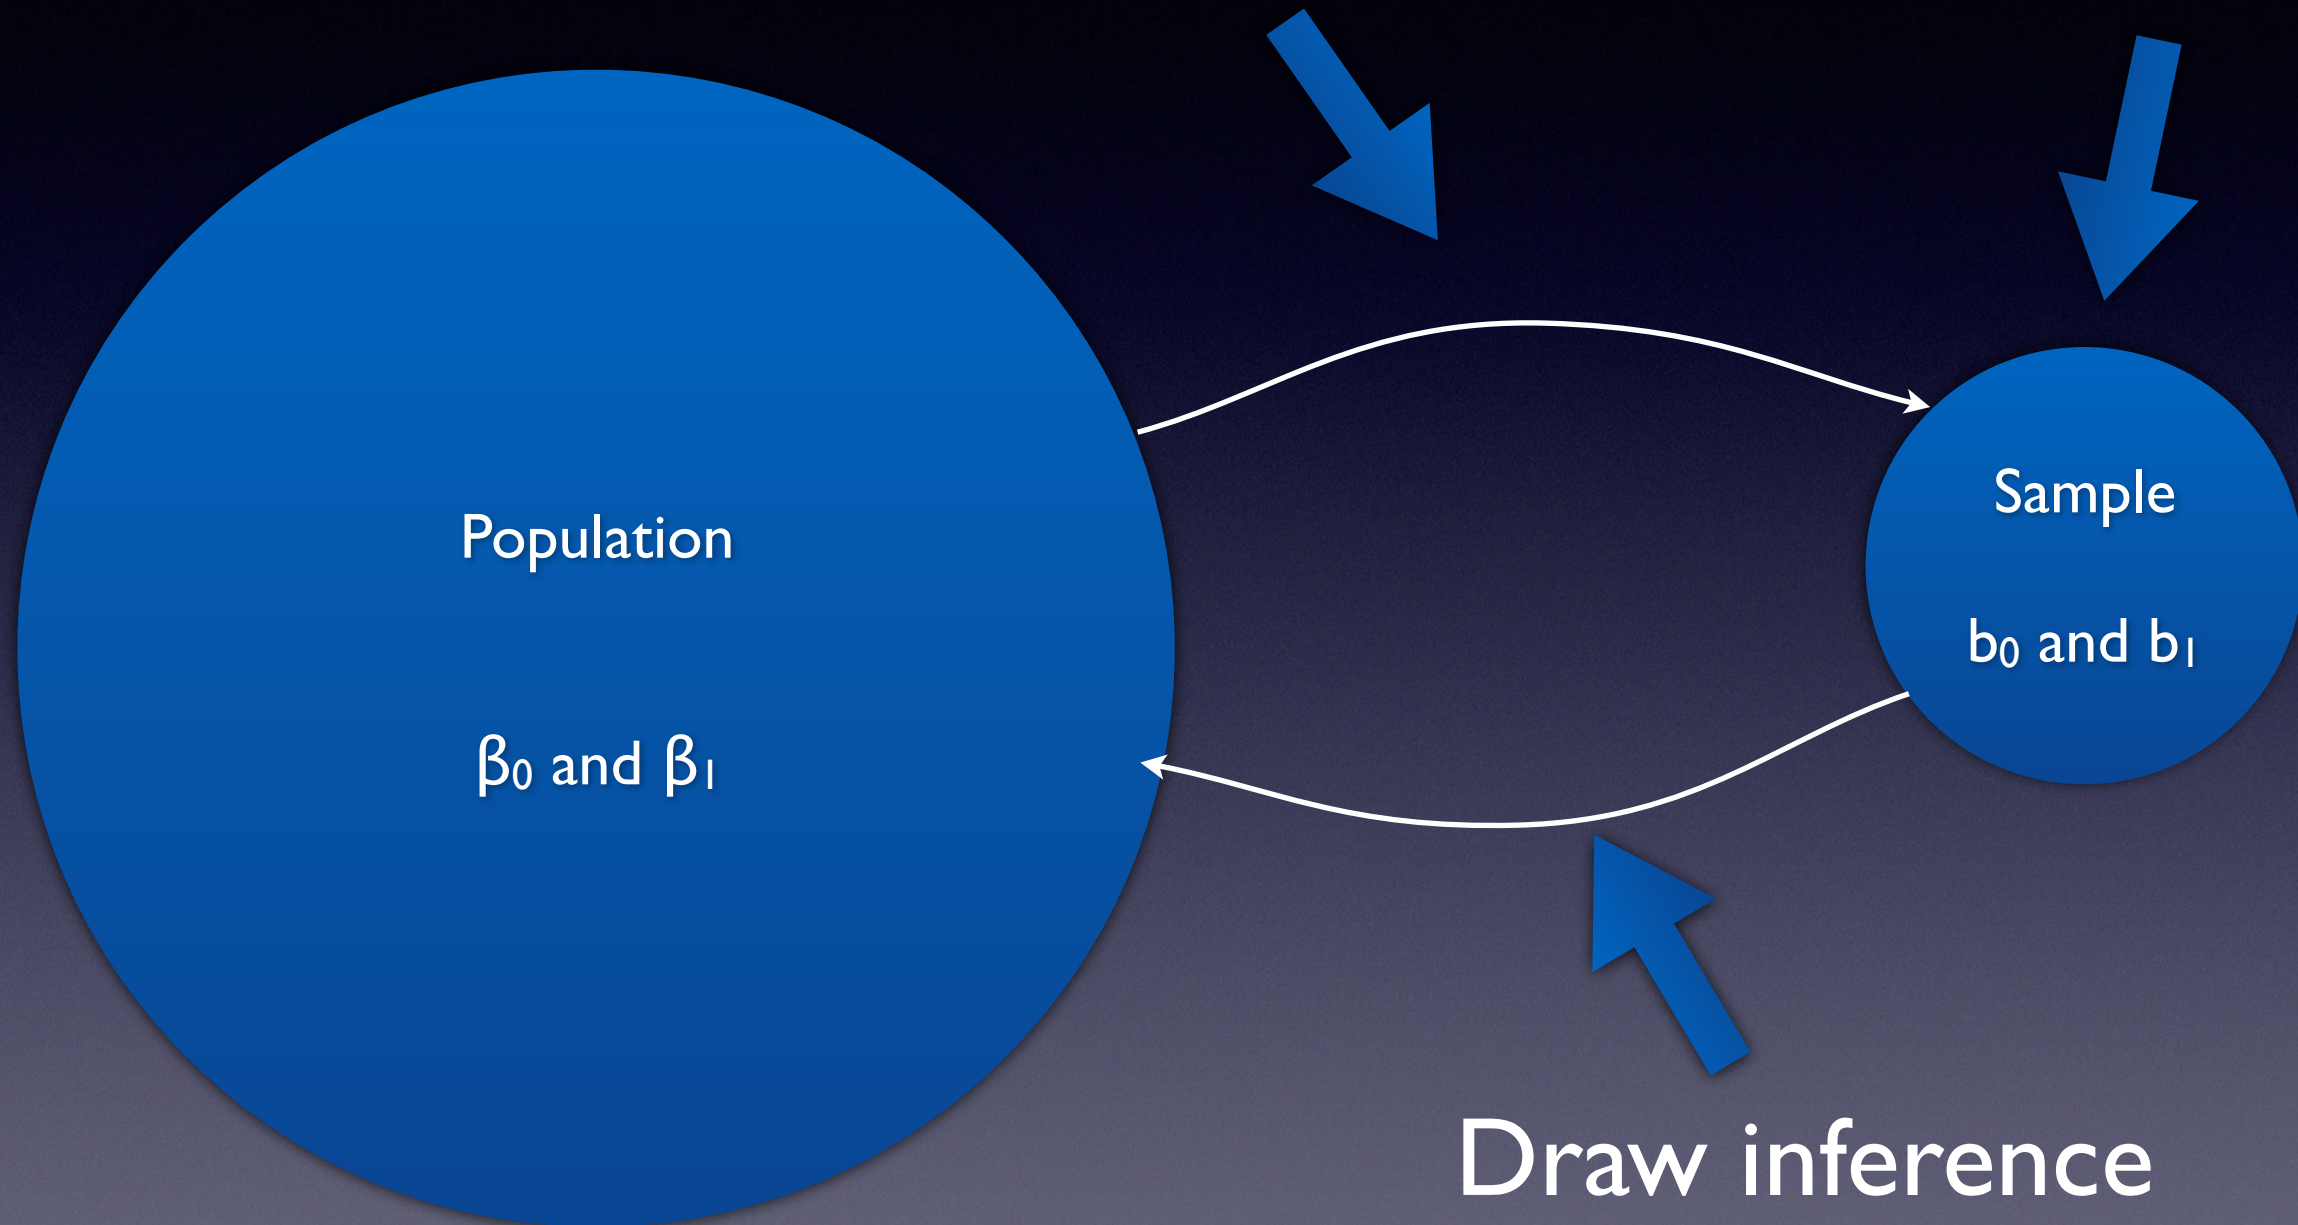 Population
β₀ and β₁
Sample
b₀ and b₁
Draw inference